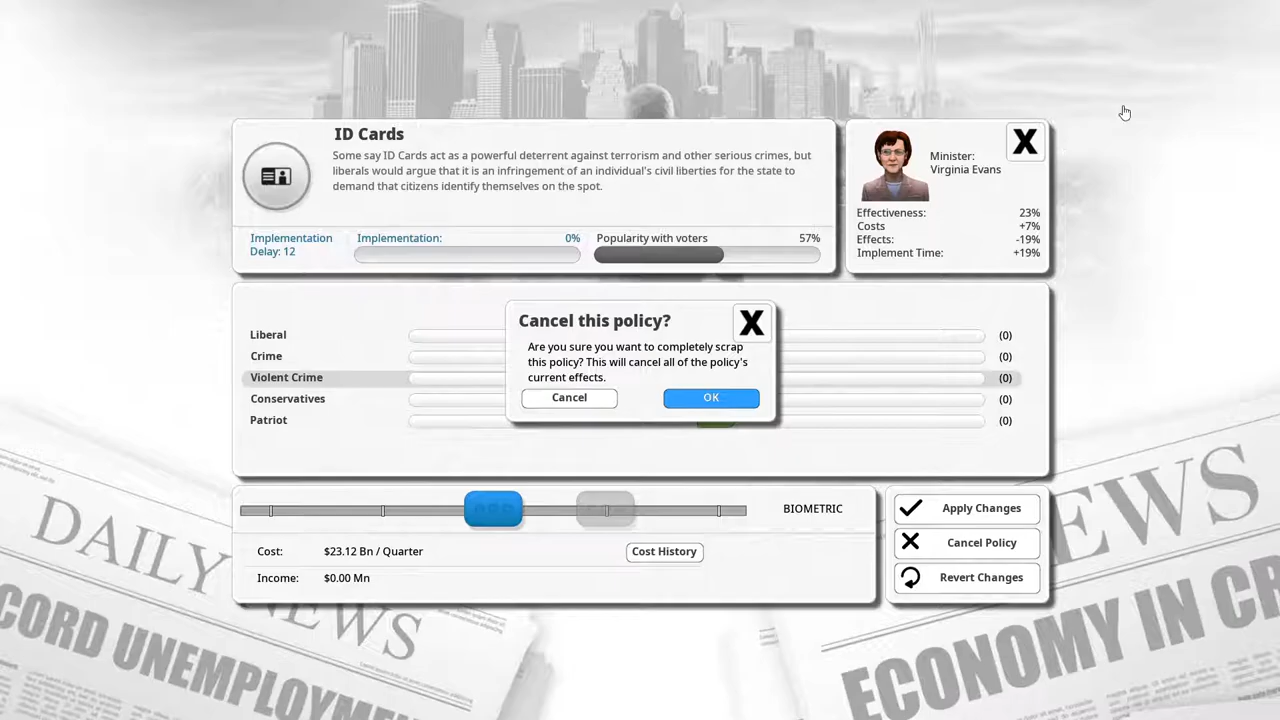 ID Cards
Some say ID Cards act as a powerful deterrent against terrorism and other serious crimes, but
liberals would argue that it is an infringement of an individual's civil liberties for the state to
demand that citizens identify themselves on the spot.
Implementation
Delay: 12
Implementation: 0%
Popularity with voters 57%
X
Minister:
Virginia Evans
Effectiveness: 23%
Costs +7%
Effects: -19%
Implement Time: +19%
Liberal (0)
Crime (0)
Violent Crime (0)
Conservatives (0)
Patriot (0)
Cancel this policy?
X
Are you sure you want to completely scrap
this policy? This will cancel all of the policy's
current effects.
Cancel OK
BIOMETRIC
Cost: $23.12 Bn / Quarter
Cost History
Income: $0.00 Mn
Apply Changes
Cancel Policy
Revert Changes
DAILY NEWS
CORD UNEMPLOYME
EWS
ECONOMY IN CR